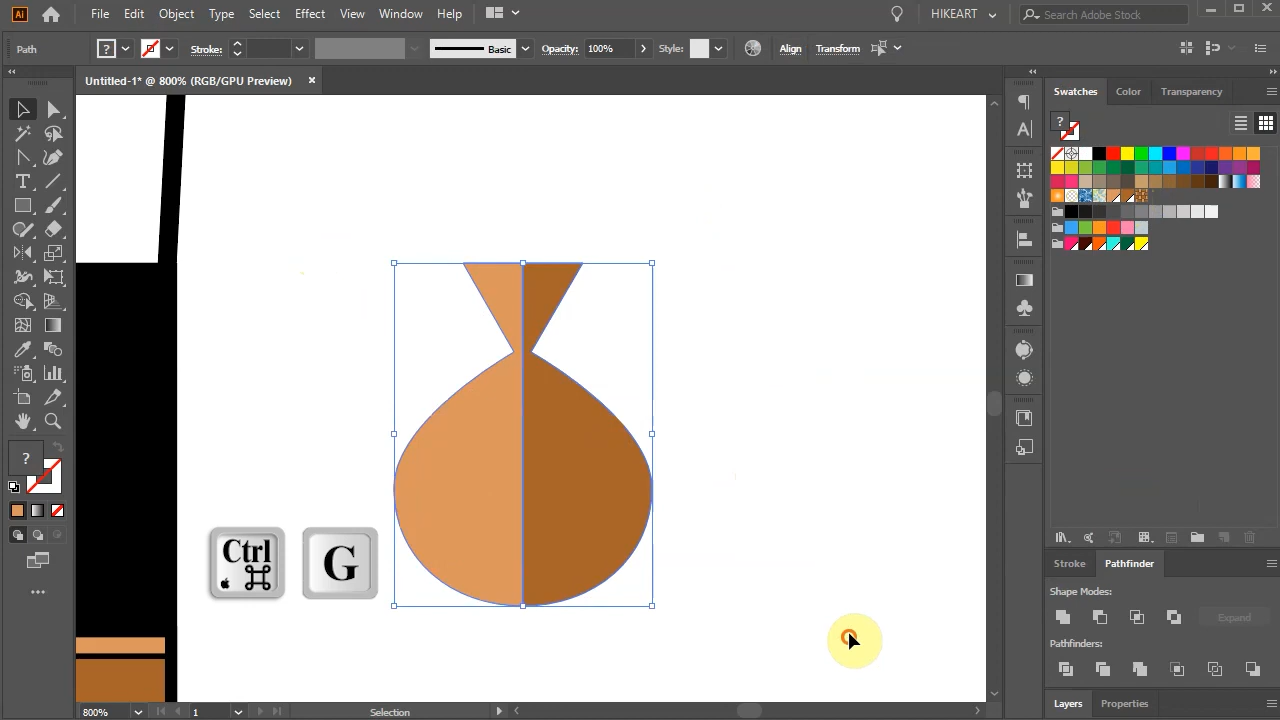 Ai File Edit Object Type Select Effect View Window Help HIKEART Search Adobe Stock
Path ? Stroke: Basic Opacity: 100% Style: Align Transform
Untitled-1* @ 800% (RGB/GPU Preview)
Swatches Color Transparency
?
?
Ctrl G
Stroke Pathfinder
Shape Modes:
Expand
Pathfinders:
Layers Properties
800% 1 Selection